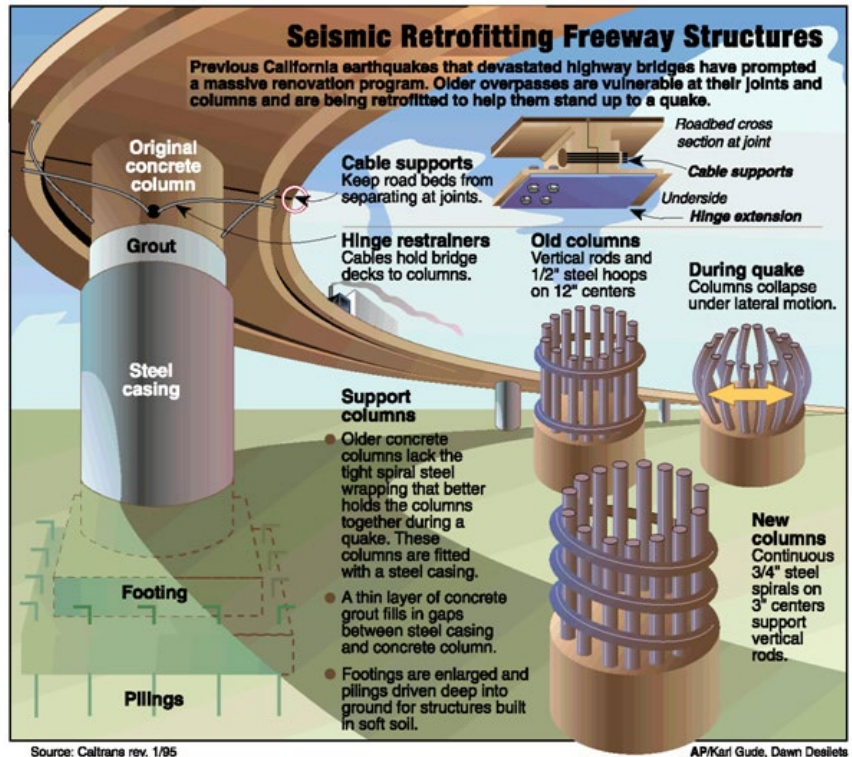 Seismic Retrofitting Freeway Structures
Previous California earthquakes that devastated highway bridges have prompted
a massive renovation program. Older overpasses are vulnerable at their joints and
columns and are being retrofitted to help them stand up to a quake.
Original
concrete
column
Grout
Steel
casing
Footing
Pilings
Cable supports
Keep road beds from
separating at joints.
Hinge restrainers
Cables hold bridge
decks to columns.
Roadbed cross
section at joint
Cable supports
Underside
Hinge extension
Old columns
Vertical rods and
1/2" steel hoops
on 12" centers
During quake
Columns collapse
under lateral motion.
Support
columns
Older concrete
columns lack the
tight spiral steel
wrapping that better
holds the columns
together during a
quake. These
columns are fitted
with a steel casing.
A thin layer of concrete
grout fills in gaps
between steel casing
and concrete column.
Footings are enlarged and
pilings driven deep into
ground for structures built
in soft soil.
New
columns
Continuous
3/4" steel
spirals on
3" centers
support
vertical
rods.
Source: Caltrans rev. 1/95
AP/Karl Gude, Dawn Desilets